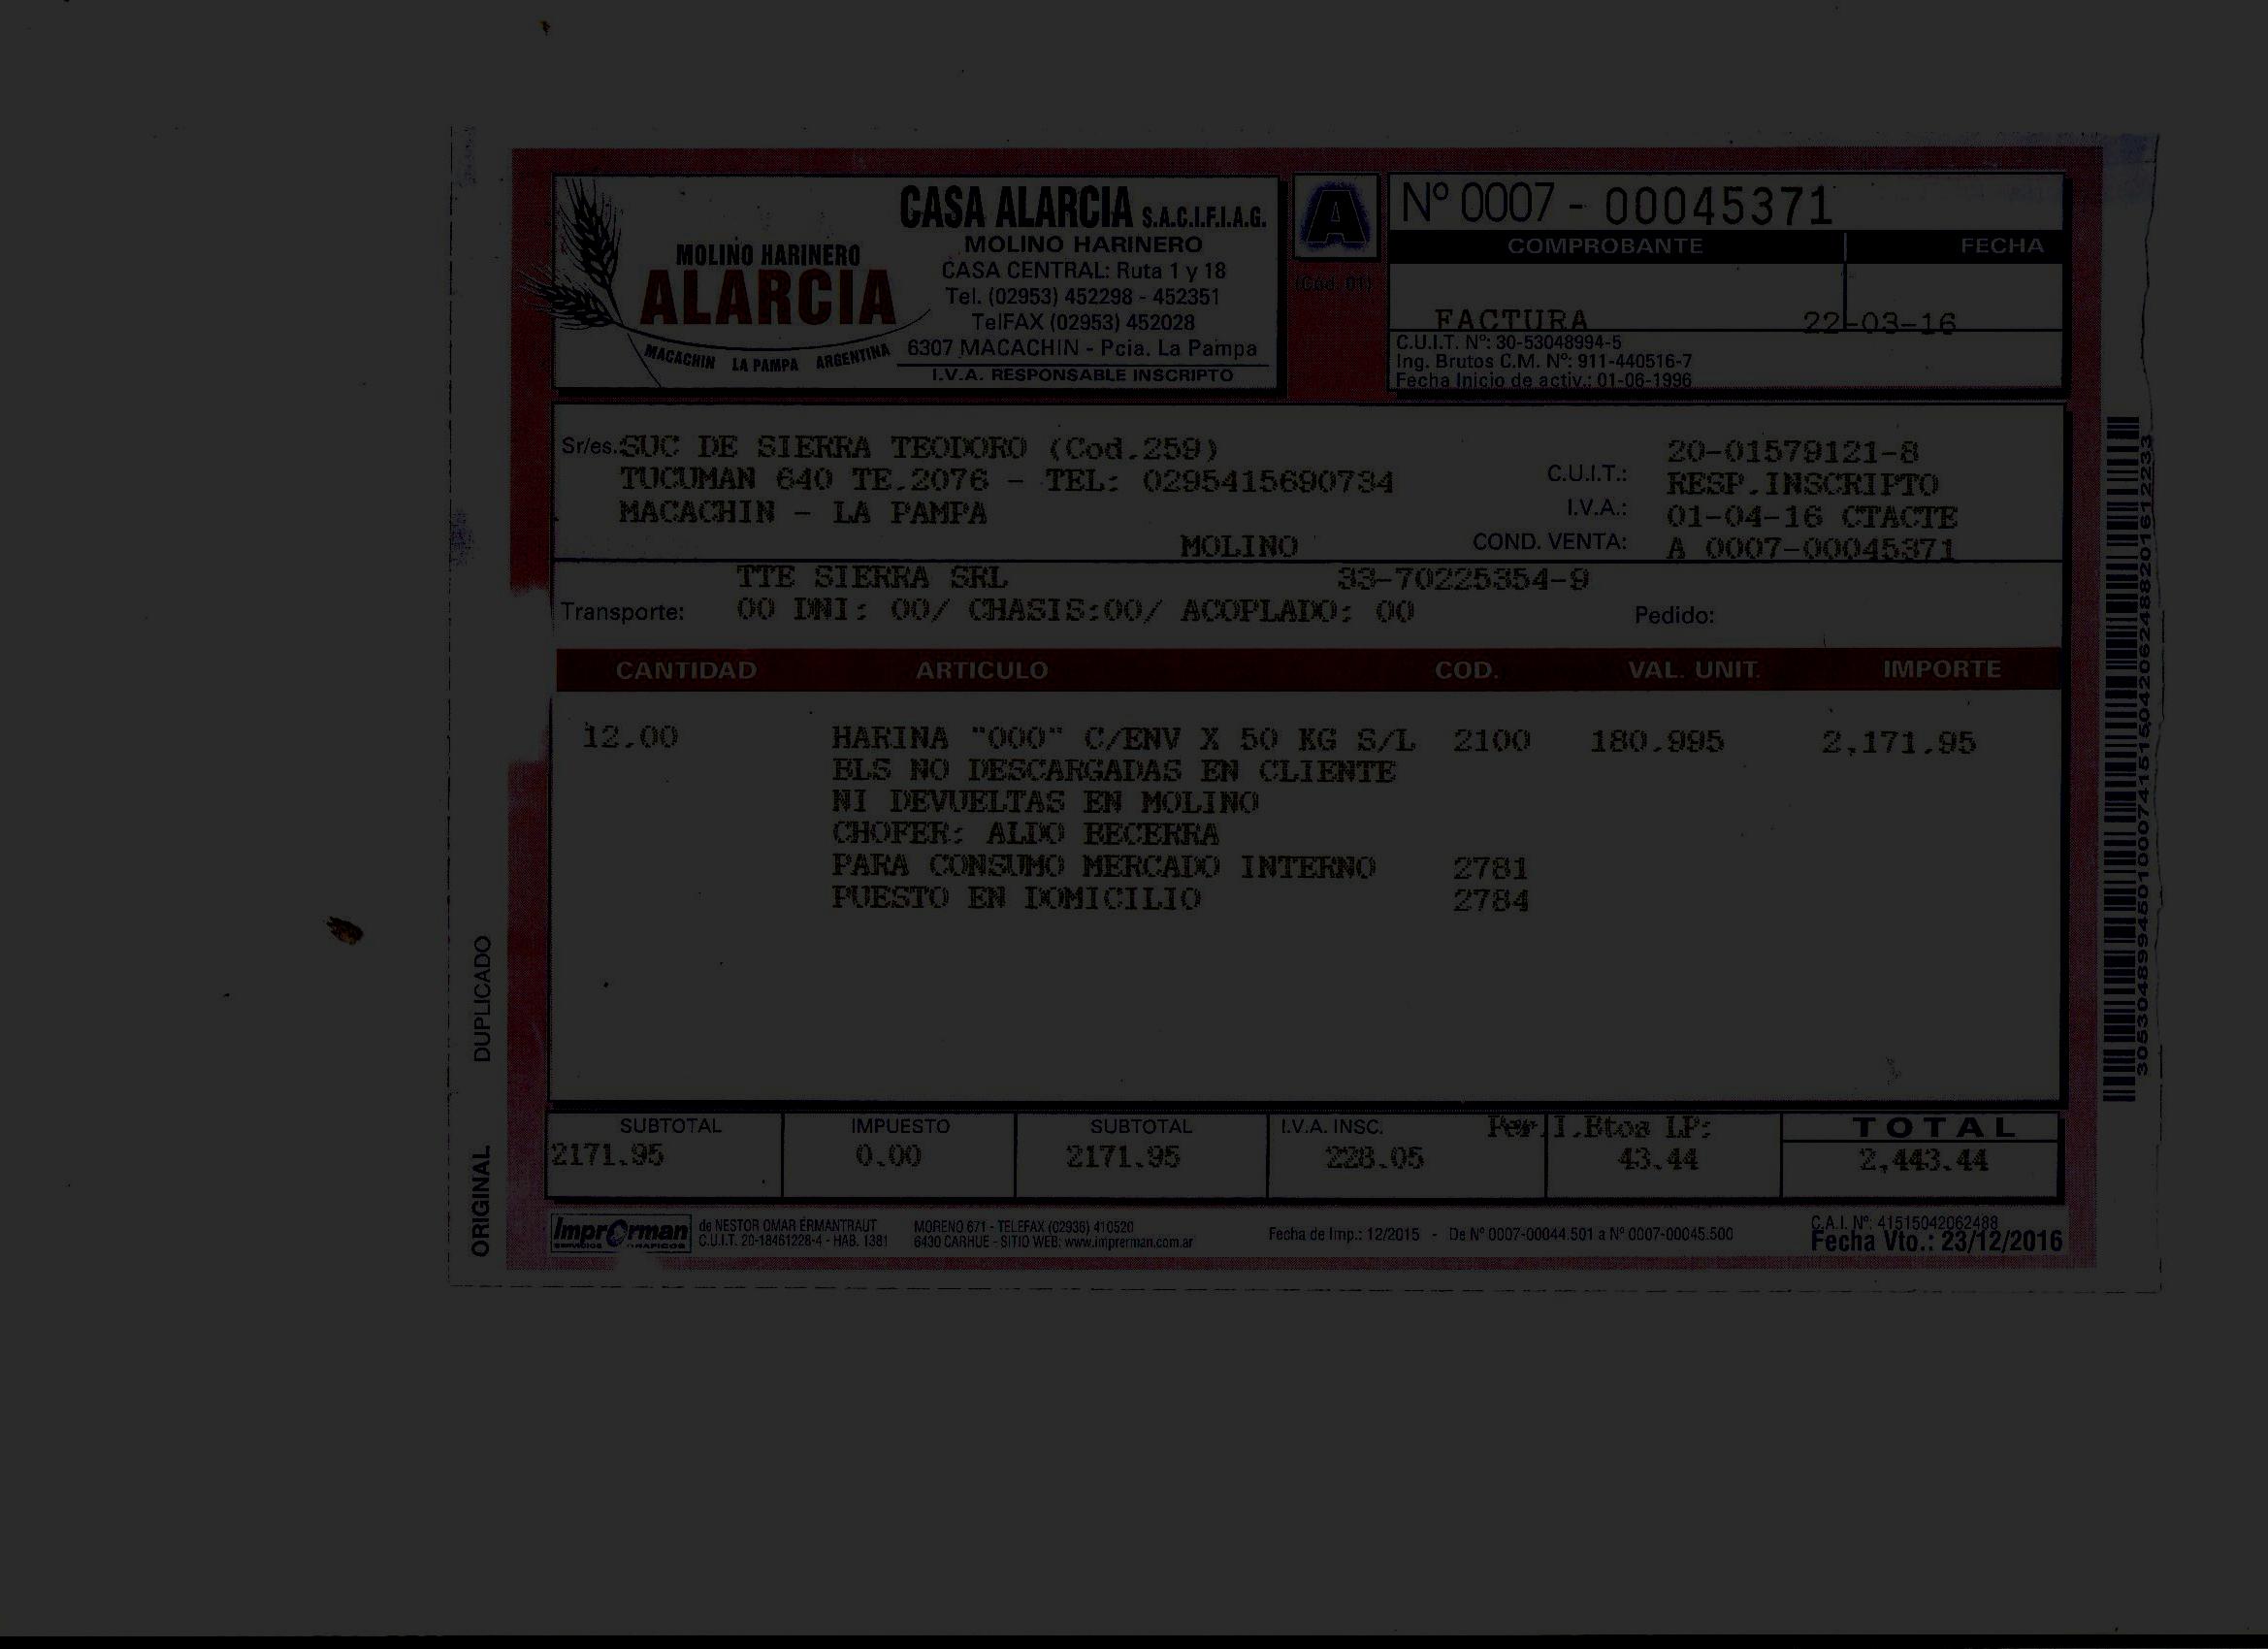 MOLINO HARINERO
ALARCIA
MACACHIN LA PAMPA ARGENTINA
CASA ALARCIA S.A.C.I.F.I.A.G.
MOLINO HARINERO
CASA CENTRAL: Ruta 1 y 18
Tel. (02953) 452298 - 452351
TelFAX (02953) 452028
6307 MACACHIN - Pcia. La Pampa
I.V.A. RESPONSABLE INSCRIPTO
A
(Cód. 01)
Nº 0007 - 00045371
COMPROBANTE FECHA
FACTURA 22-03-16
C.U.I.T. Nº: 30-53048994-5
Ing. Brutos C.M. Nº: 911-440516-7
Fecha Inicio de activ.: 01-06-1996
Sr/es. SUC DE SIERRA TEODORO (Cod.259)
TUCUMAN 640 TE.2076 - TEL: 0295415690734
MACACHIN - LA PAMPA
MOLINO
20-01579121-8
C.U.I.T.: RESP.INSCRIPTO
I.V.A.: 01-04-16 CTACTE
COND. VENTA: A 0007-00045371
TTE SIERRA SRL 33-70225354-9
Transporte: 00 DNI: 00/ CHASIS:00/ ACOPLADO: 00 Pedido:
CANTIDAD ARTICULO COD. VAL. UNIT. IMPORTE
12.00 HARINA "000" C/ENV X 50 KG S/L 2100 180.995 2,171.95
BLS NO DESCARGADAS EN CLIENTE
NI DEVUELTAS EN MOLINO
CHOFER: ALDO BECERRA
PARA CONSUMO MERCADO INTERNO 2781
PUESTO EN DOMICILIO 2784
SUBTOTAL IMPUESTO SUBTOTAL I.V.A. INSC. Per.I.Btos LP: TOTAL
2171.95 0.00 2171.95 228.05 43.44 2,443.44
Imprerman
SERVICIOS GRAFICOS
de NESTOR OMAR ERMANTRAUT
C.U.I.T. 20-18461228-4 - HAB. 1381
MORENO 671 - TELEFAX (02936) 410520
6430 CARHUE - SITIO WEB: www.imprerman.com.ar
Fecha de Imp.: 12/2015 - De Nº 0007-00044.501 a Nº 0007-00045.500
C.A.I. Nº: 41515042062488
Fecha Vto.: 23/12/2016
ORIGINAL DUPLICADO
3053048994501000741515042062488201612233